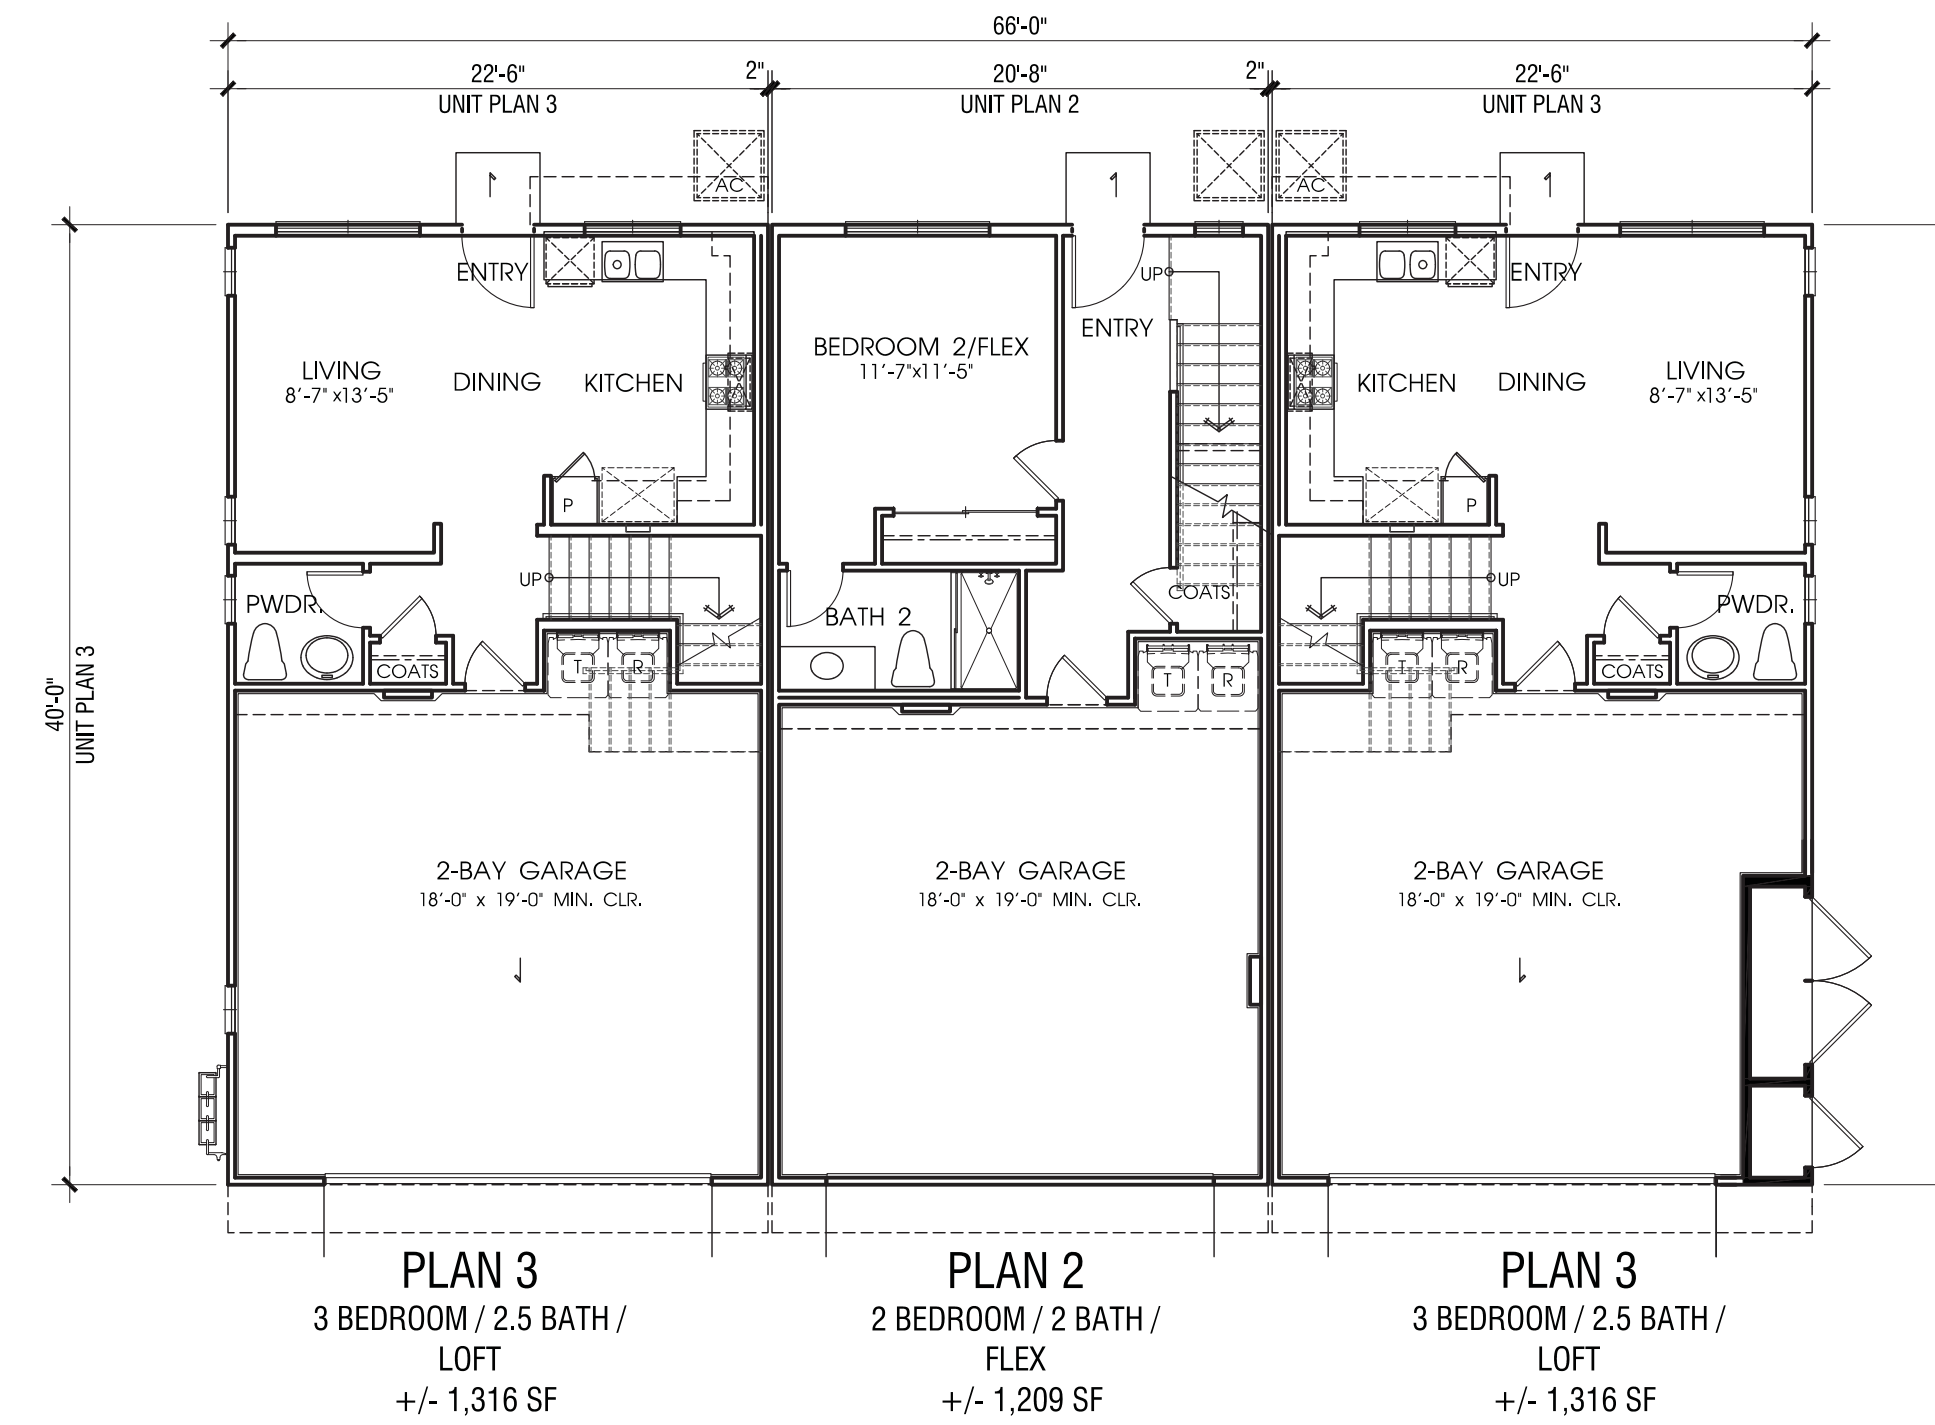 66'-0"
22'-6"
2"
20'-8"
2"
22'-6"
UNIT PLAN 3
UNIT PLAN 2
UNIT PLAN 3
AC
AC
ENTRY
UP
ENTRY
ENTRY
BEDROOM 2/FLEX
11'-7"x11'-5"
LIVING
8'-7" x13'-5"
DINING
KITCHEN
KITCHEN
DINING
LIVING
8'-7" x13'-5"
P
P
UP
UP
COATS
PWDR.
BATH 2
PWDR.
COATS
T
R
T
R
T
R
COATS
40'-0"
UNIT PLAN 3
2-BAY GARAGE
18'-0" x 19'-0" MIN. CLR.
2-BAY GARAGE
18'-0" x 19'-0" MIN. CLR.
2-BAY GARAGE
18'-0" x 19'-0" MIN. CLR.
PLAN 3
3 BEDROOM / 2.5 BATH /
LOFT
+/- 1,316 SF
PLAN 2
2 BEDROOM / 2 BATH /
FLEX
+/- 1,209 SF
PLAN 3
3 BEDROOM / 2.5 BATH /
LOFT
+/- 1,316 SF